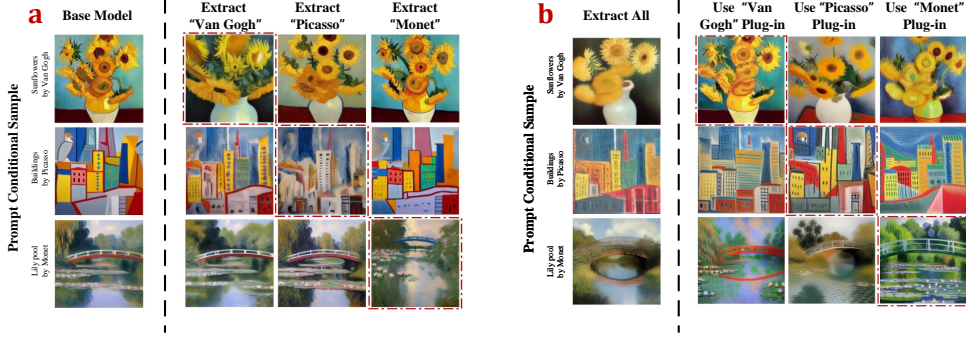 a
Base Model
Extract
“Van Gogh”
Extract
“Picasso”
Extract
“Monet”
Prompt Conditional Sample
Sunflowers
by Van Gogh
Buildings
by Picasso
Lily pool
by Monet
b
Extract All
Use “Van
Gogh” Plug-in
Use “Picasso”
Plug-in
Use “Monet”
Plug-in
Prompt Conditional Sample
Sunflowers
by Van Gogh
Buildings
by Picasso
Lily pool
by Monet